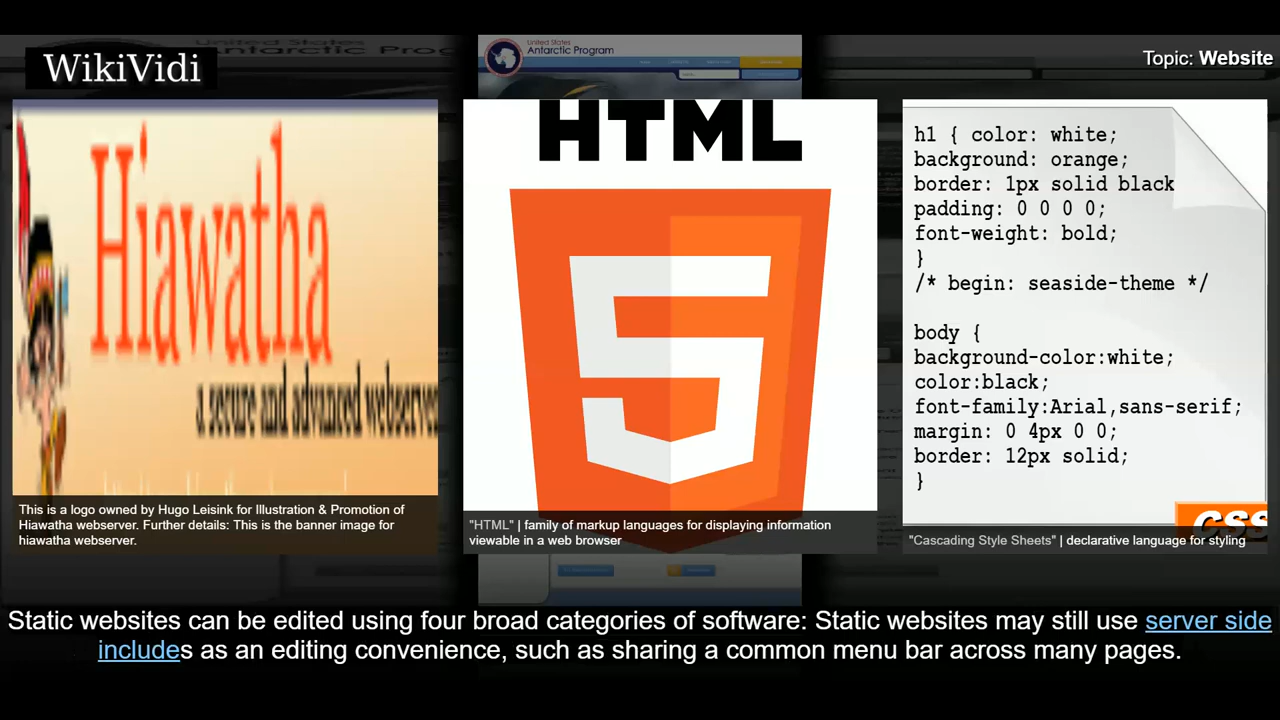 United States
Antarctic Program
WikiVidi
Topic: Website
Hiawatha
a secure and advanced webserver
This is a logo owned by Hugo Leisink for Illustration & Promotion of
Hiawatha webserver. Further details: This is the banner image for
hiawatha webserver.
HTML
5
"HTML" | family of markup languages for displaying information
viewable in a web browser
h1 { color: white;
background: orange;
border: 1px solid black
padding: 0 0 0 0;
font-weight: bold;
}
/* begin: seaside-theme */
body {
background-color:white;
color:black;
font-family:Arial,sans-serif;
margin: 0 4px 0 0;
border: 12px solid;
}
CSS
"Cascading Style Sheets" | declarative language for styling
Static websites can be edited using four broad categories of software: Static websites may still use server side
includes as an editing convenience, such as sharing a common menu bar across many pages.